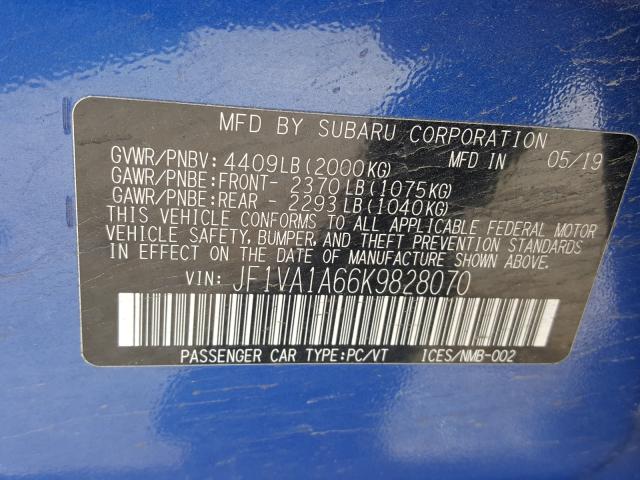 MFD BY SUBARU CORPORATION
GVWR/PNBV: 4409LB(2000KG) MFD IN 05/19
GAWR/PNBE:FRONT- 2370LB(1075KG)
GAWR/PNBE:REAR - 2293LB(1040KG)
THIS VEHICLE CONFORMS TO ALL APPLICABLE FEDERAL MOTOR
VEHICLE SAFETY, BUMPER, AND THEFT PREVENTION STANDARDS
IN EFFECT ON THE DATE OF MANUFACTURE SHOWN ABOVE.
VIN: JF1VA1A66K9828070
PASSENGER CAR TYPE:PC/VT ICES/NMB-002